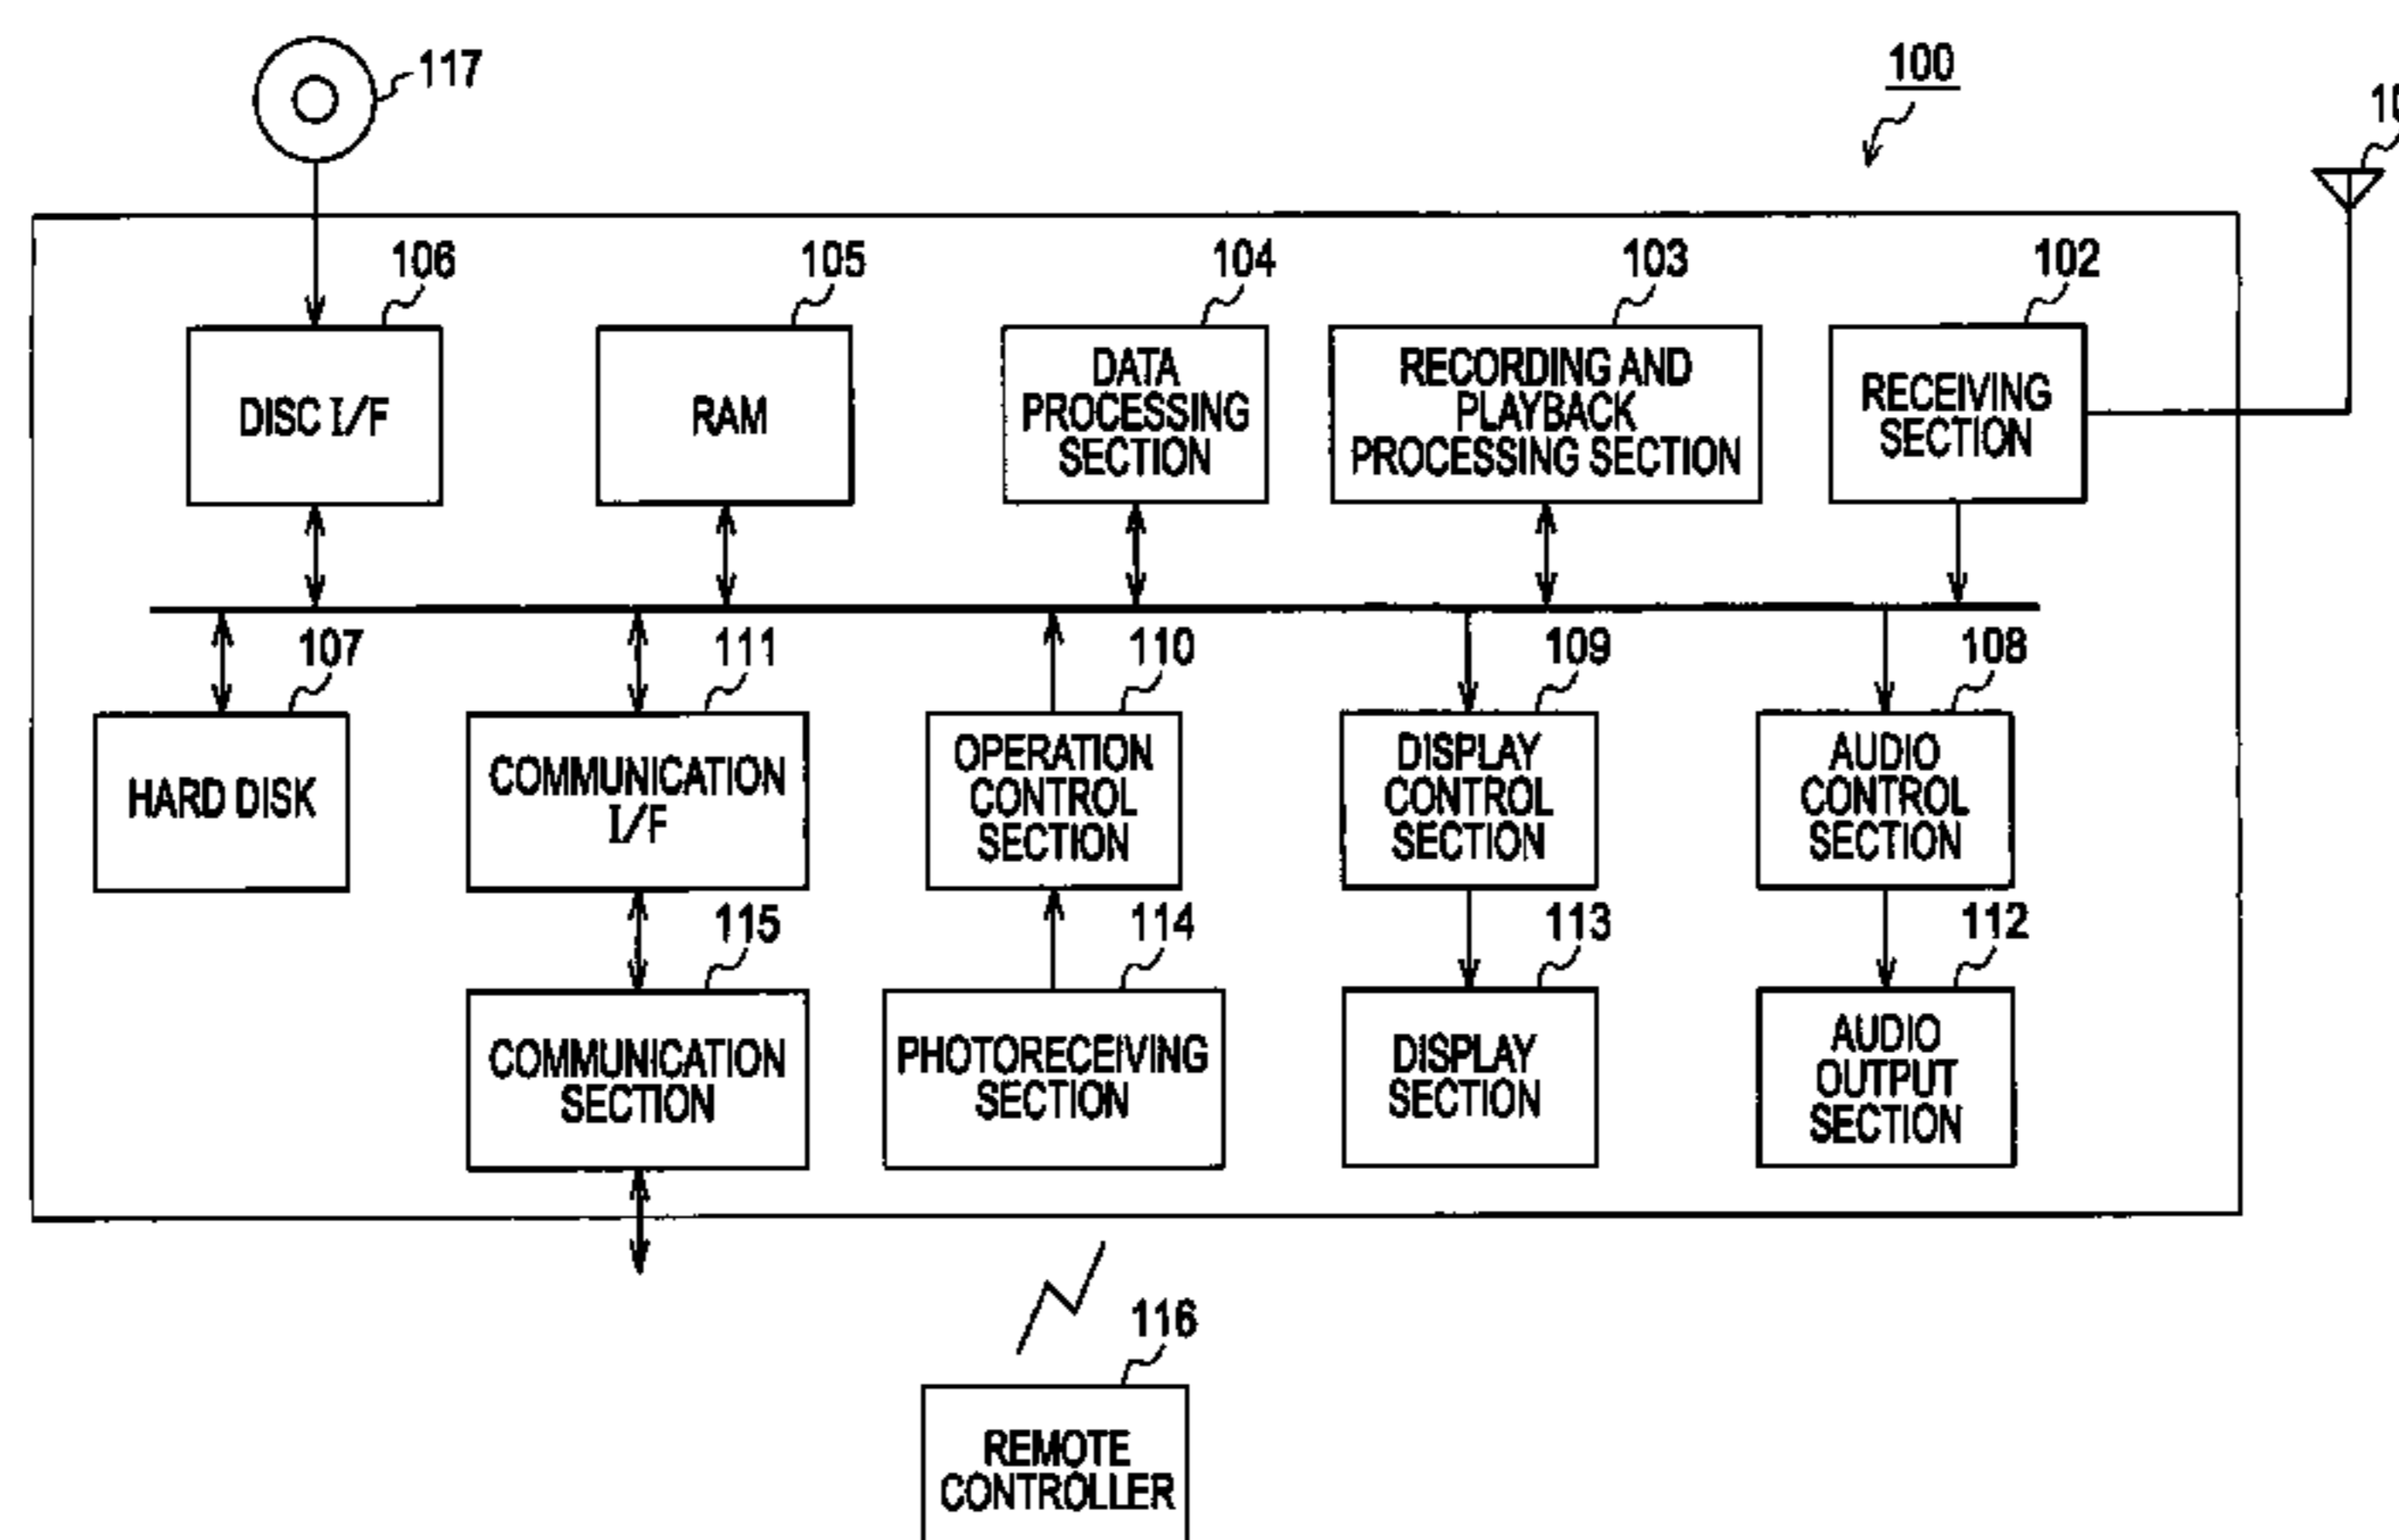 117
100
106
105
104
103
102
DISC I/F
RAM
DATA
PROCESSING
SECTION
RECORDING AND
PLAYBACK
PROCESSING SECTION
RECEIVING
SECTION
107
111
110
109
108
HARD DISK
COMMUNICATION
I/F
OPERATION
CONTROL
SECTION
DISPLAY
CONTROL
SECTION
AUDIO
CONTROL
SECTION
115
114
113
112
COMMUNICATION
SECTION
PHOTORECEIVING
SECTION
DISPLAY
SECTION
AUDIO
OUTPUT
SECTION
116
REMOTE
CONTROLLER